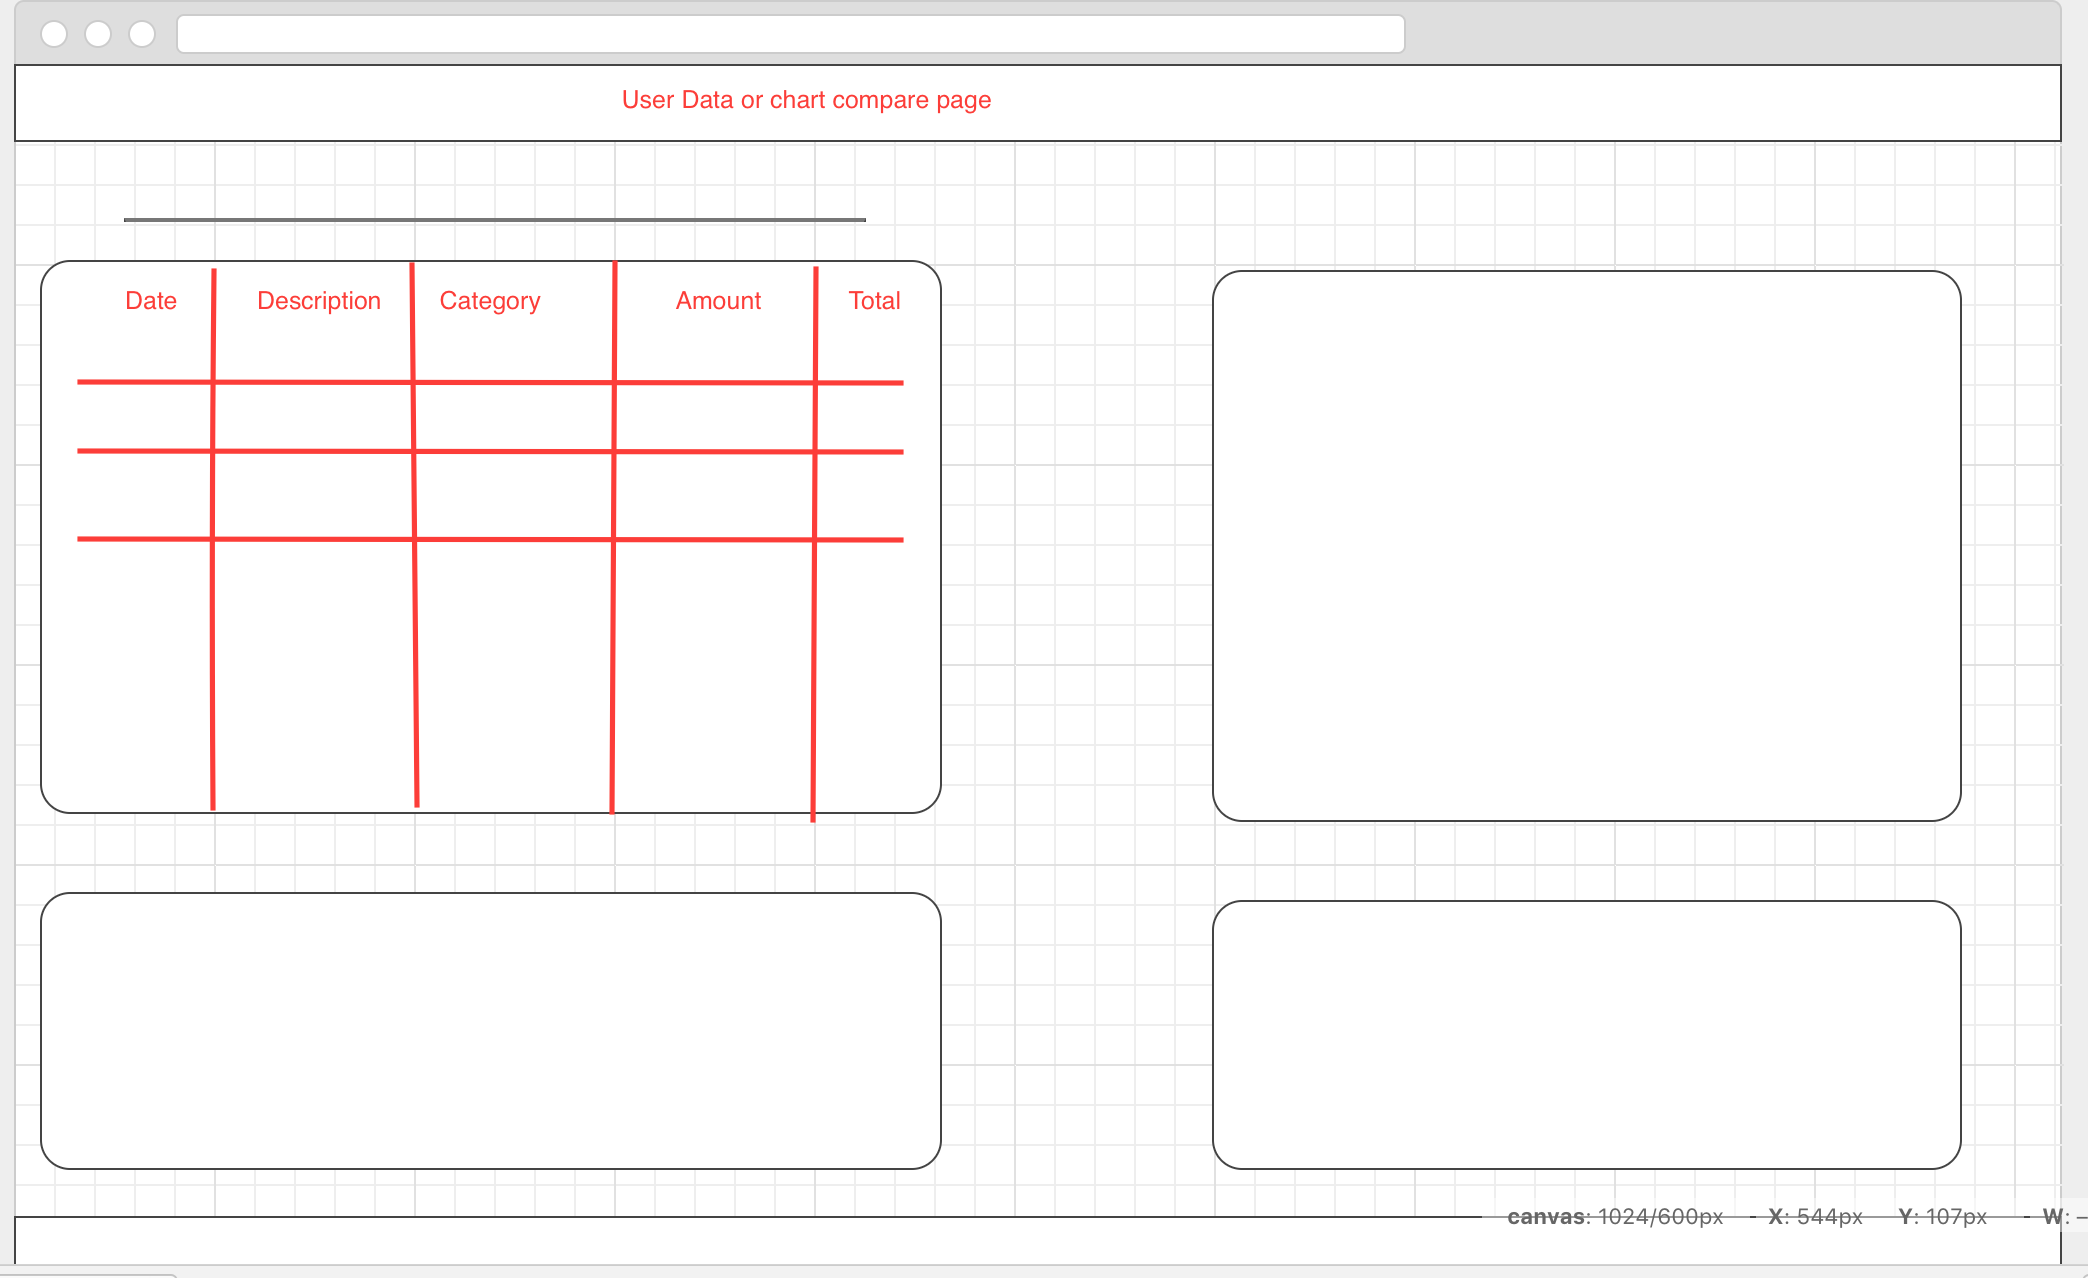 User Data or chart compare page
Date Description Category Amount Total
canvas: 1024/600px - X: 544px Y: 107px - W: –